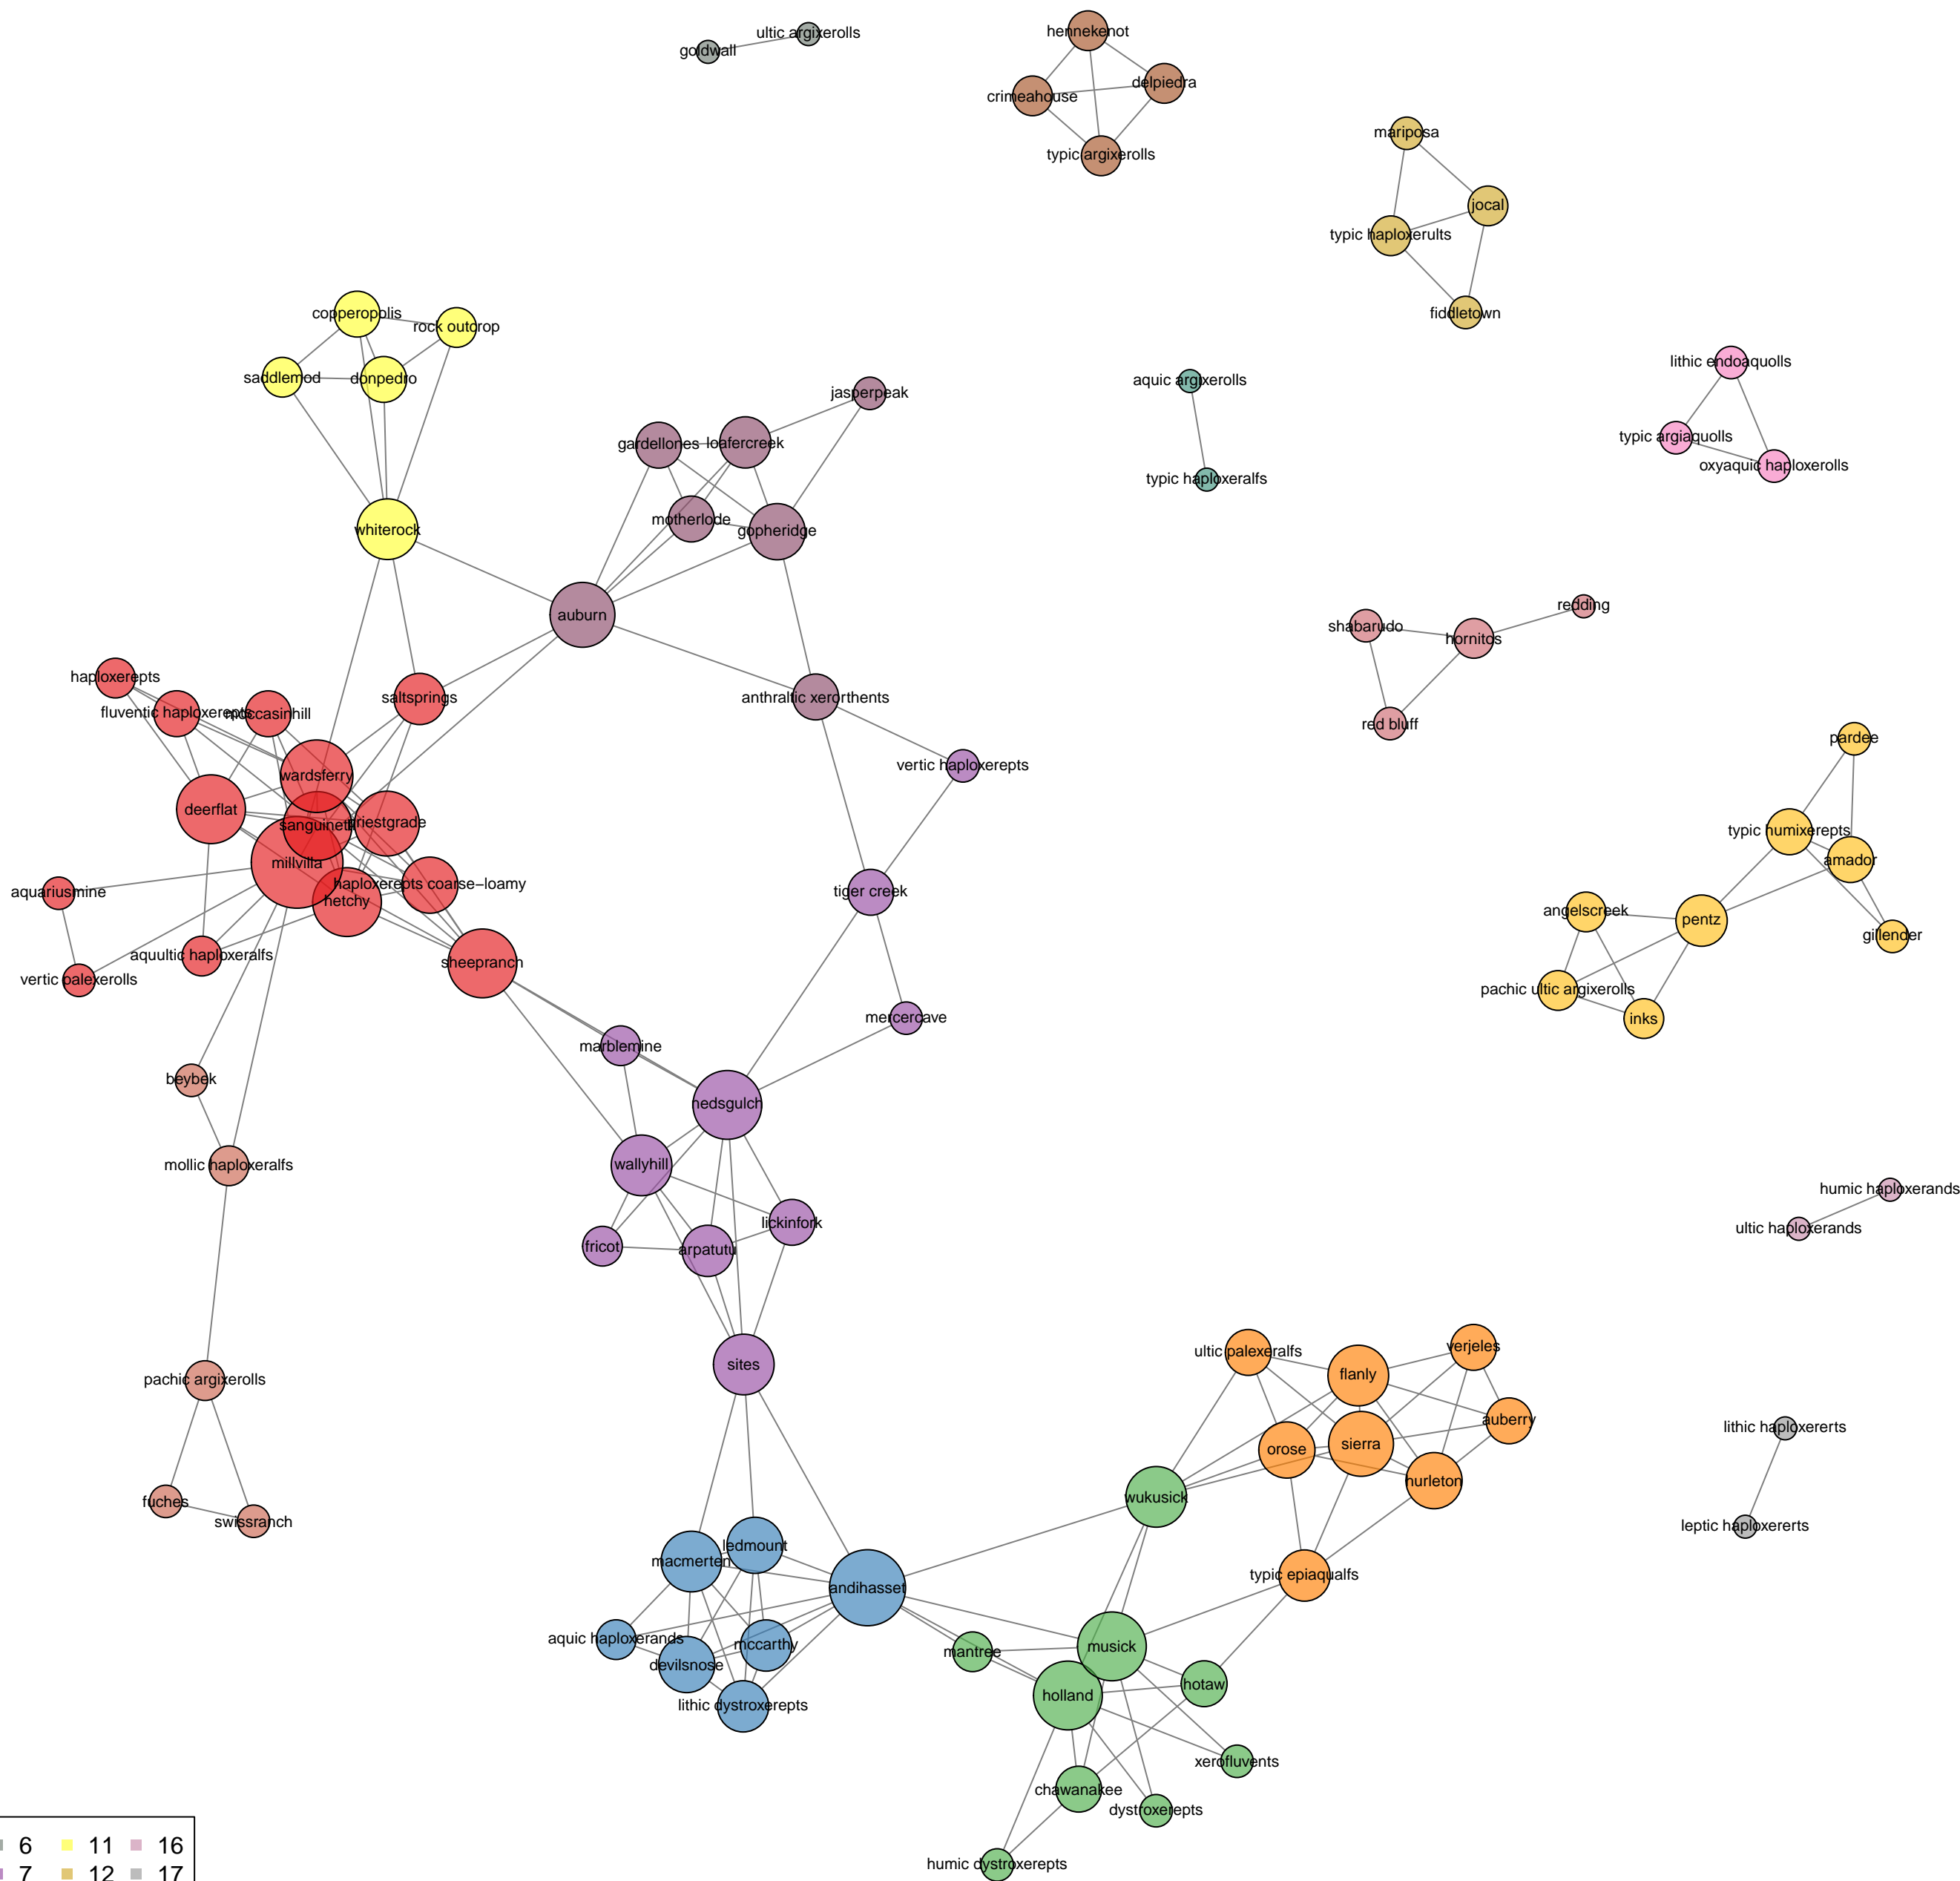 hennekenot
ultic argixerolls
goldwall
delpiedra
crimeahouse
mariposa
typic argixerolls
jocal
typic haploxerults
copperopolis
fiddletown
rock outcrop
lithic endoaquolls
saddlemod
donpedro
aquic argixerolls
jasperpeak
gardellones
loafercreek
typic argiaquolls
oxyaquic haploxerolls
typic haploxeralfs
motherlode
whiterock
gopheridge
redding
auburn
shabarudo
hornitos
haploxerepts
saltsprings
anthraltic xerorthents
fluventic haploxerepts
moccasinhill
red bluff
pardee
vertic haploxerepts
wardsferry
deerflat
priestgrade
sanguinetti
typic humixerepts
millvilla
amador
haploxerepts coarse–loamy
aquariusmine
hetchy
tiger creek
angelscreek
pentz
gillender
aquultic haploxeralfs
sheepranch
vertic palexerolls
pachic ultic argixerolls
mercercave
inks
marblemine
beybek
nedsgulch
mollic haploxeralfs
wallyhill
humic haploxerands
lickinfork
ultic haploxerands
fricot
arpatutu
verjeles
ultic palexeralfs
sites
flanly
pachic argixerolls
auberry
lithic haploxererts
sierra
orose
hurleton
wukusick
fuches
swissranch
leptic haploxererts
ledmount
macmerten
typic epiaqualfs
andihasset
aquic haploxerands
mccarthy
musick
mantree
devilsnose
hotaw
holland
lithic dystroxerepts
xerofluvents
chawanakee
dystroxerepts
humic dystroxerepts
6 11 16
7 12 17